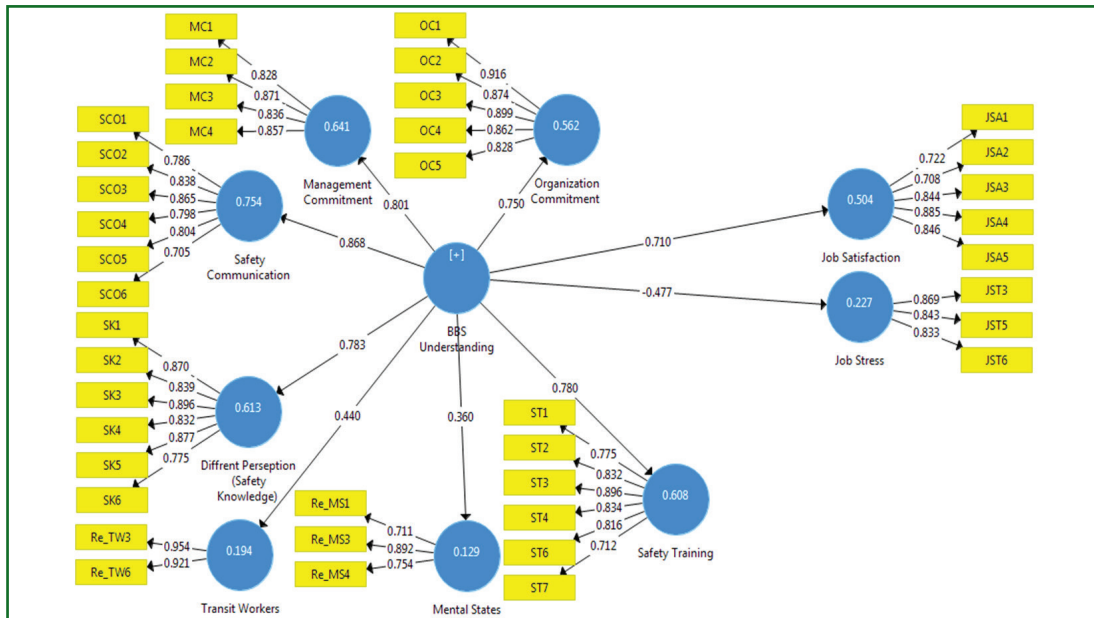 MC1
MC2
MC3
MC4
0.828
0.871
0.836
0.857
0.641
Management
Commitment
OC1
OC2
OC3
OC4
OC5
0.916
0.874
0.899
0.862
0.828
0.562
Organization
Commitment
SCO1
SCO2
SCO3
SCO4
SCO5
SCO6
0.786
0.838
0.865
0.798
0.804
0.705
0.754
Safety
Communication
0.801
0.750
0.868
[+]
BBS
Understanding
0.710
-0.477
JSA1
JSA2
JSA3
JSA4
JSA5
0.722
0.708
0.844
0.885
0.846
0.504
Job Satisfaction
JST3
JST5
JST6
0.869
0.843
0.833
0.227
Job Stress
SK1
SK2
SK3
SK4
SK5
SK6
0.870
0.839
0.896
0.832
0.877
0.775
0.613
Diffrent Perseption
(Safety
Knowledge)
0.783
0.440
0.360
0.780
Re_TW3
Re_TW6
0.954
0.921
0.194
Transit Workers
Re_MS1
Re_MS3
Re_MS4
0.711
0.892
0.754
0.129
Mental States
ST1
ST2
ST3
ST4
ST6
ST7
0.775
0.832
0.896
0.834
0.816
0.712
0.608
Safety Training